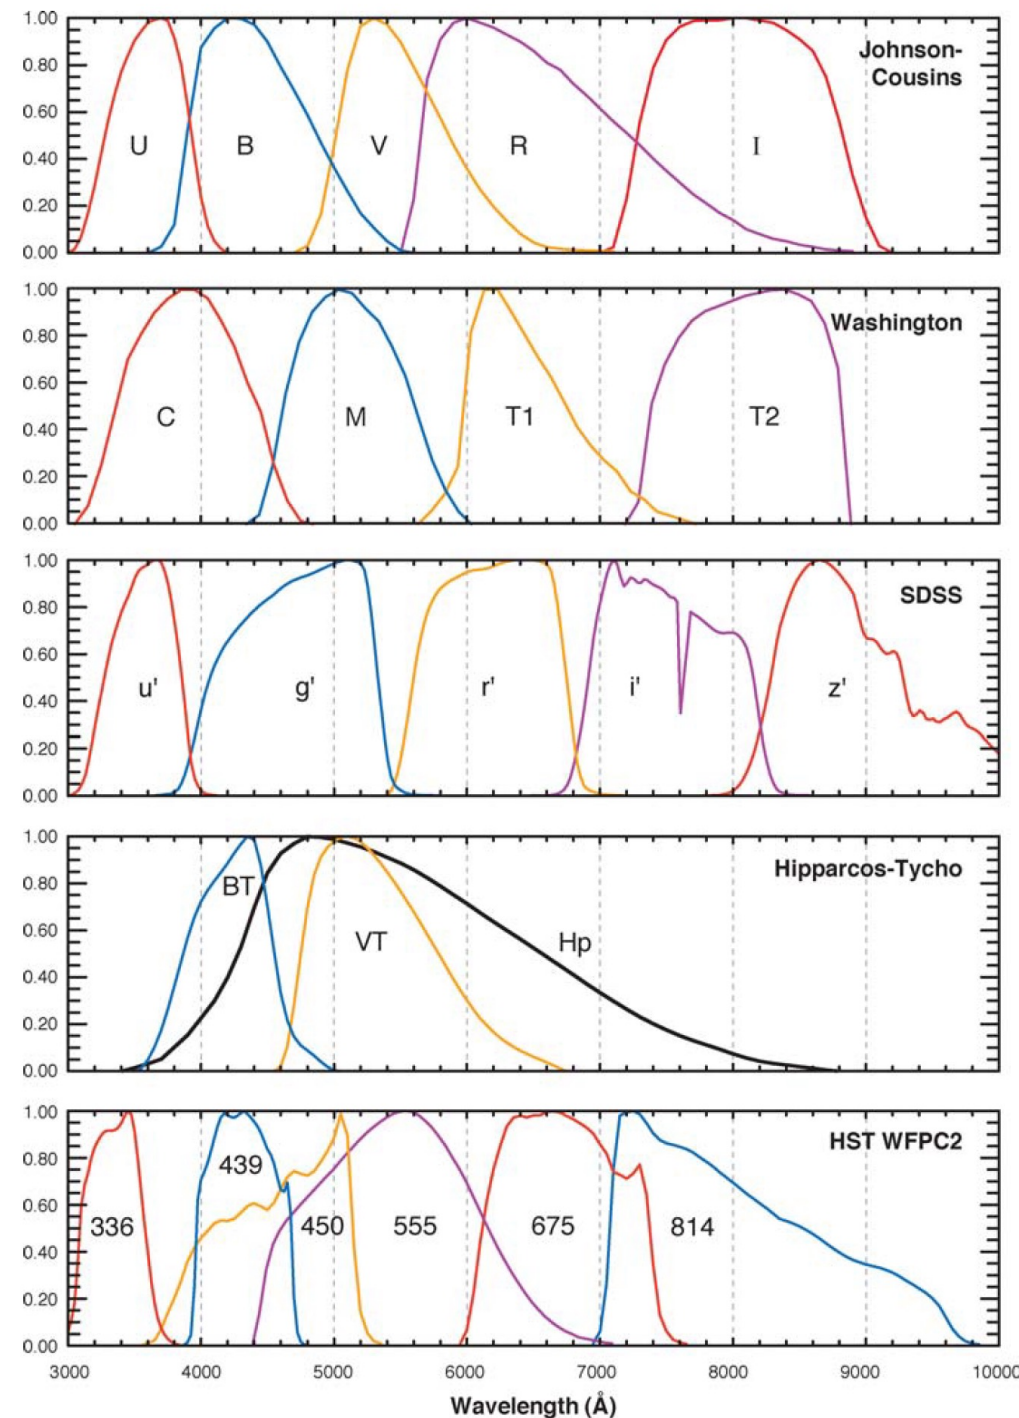 1.00
0.80
0.60
0.40
0.20
0.00
Johnson-
Cousins
U B V R I
1.00
0.80
0.60
0.40
0.20
0.00
Washington
C M T1 T2
1.00
0.80
0.60
0.40
0.20
0.00
SDSS
u' g' r' i' z'
1.00
0.80
0.60
0.40
0.20
0.00
Hipparcos-Tycho
BT
VT Hp
1.00
0.80
0.60
0.40
0.20
0.00
HST WFPC2
439
336 450 555 675 814
3000 4000 5000 6000 7000 8000 9000 10000
Wavelength (Å)